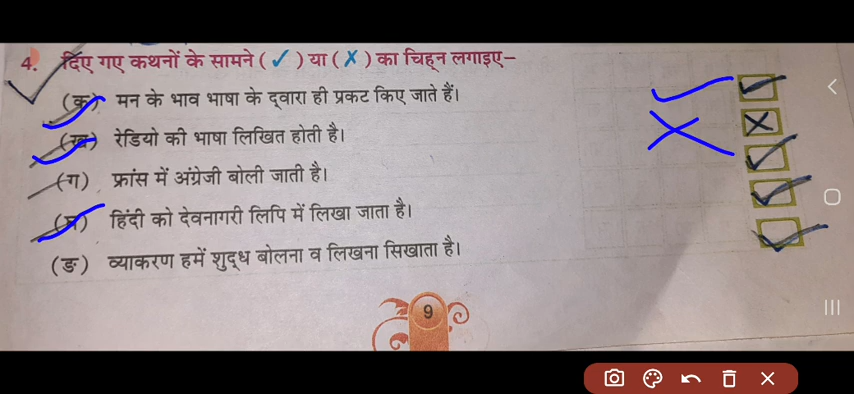 4. दिए गए कथनों के सामने ( ✓ ) या ( ✗ ) का चिह्न लगाइए–
(क) मन के भाव भाषा के द्वारा ही प्रकट किए जाते हैं। ✓
(ख) रेडियो की भाषा लिखित होती है। ✗
(ग) फ्रांस में अंग्रेजी बोली जाती है। ✓
(घ) हिंदी को देवनागरी लिपि में लिखा जाता है। ✓
(ङ) व्याकरण हमें शुद्ध बोलना व लिखना सिखाता है। ✓
9